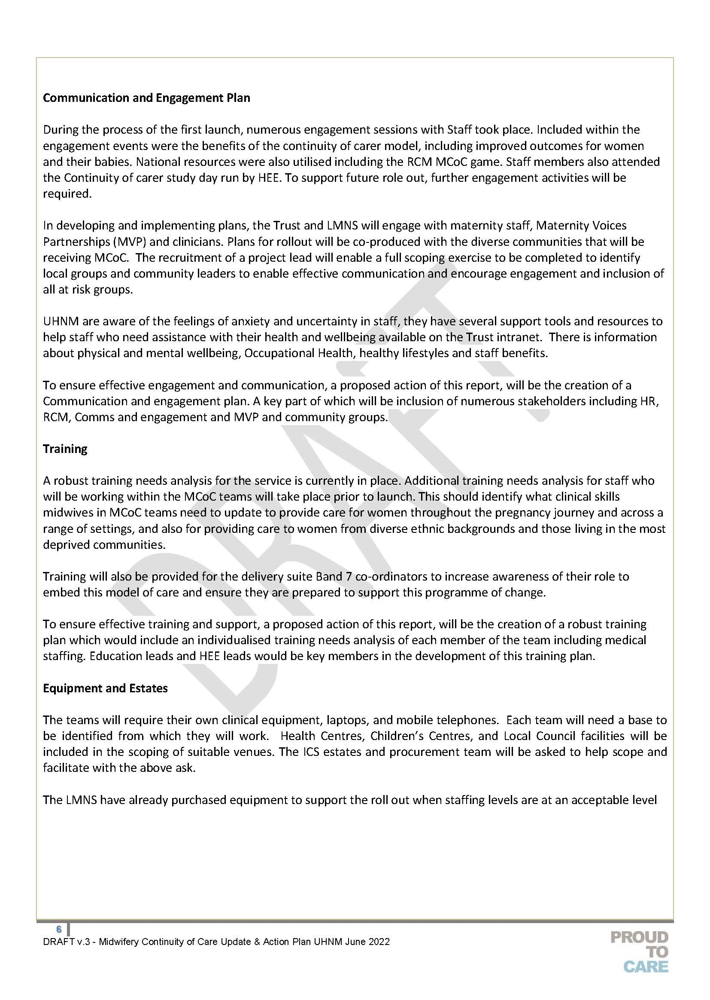 Communication and Engagement Plan
During the process of the first launch, numerous engagement sessions with Staff took place. Included within the
engagement events were the benefits of the continuity of carer model, including improved outcomes for women
and their babies. National resources were also utilised including the RCM MCoC game. Staff members also attended
the Continuity of carer study day run by HEE. To support future role out, further engagement activities will be
required.
In developing and implementing plans, the Trust and LMNS will engage with maternity staff, Maternity Voices
Partnerships (MVP) and clinicians. Plans for rollout will be co-produced with the diverse communities that will be
receiving MCoC.  The recruitment of a project lead will enable a full scoping exercise to be completed to identify
local groups and community leaders to enable effective communication and encourage engagement and inclusion of
all at risk groups.
UHNM are aware of the feelings of anxiety and uncertainty in staff, they have several support tools and resources to
help staff who need assistance with their health and wellbeing available on the Trust intranet.  There is information
about physical and mental wellbeing, Occupational Health, healthy lifestyles and staff benefits.
To ensure effective engagement and communication, a proposed action of this report, will be the creation of a
Communication and engagement plan. A key part of which will be inclusion of numerous stakeholders including HR,
RCM, Comms and engagement and MVP and community groups.
Training
A robust training needs analysis for the service is currently in place. Additional training needs analysis for staff who
will be working within the MCoC teams will take place prior to launch. This should identify what clinical skills
midwives in MCoC teams need to update to provide care for women throughout the pregnancy journey and across a
range of settings, and also for providing care to women from diverse ethnic backgrounds and those living in the most
deprived communities.
Training will also be provided for the delivery suite Band 7 co-ordinators to increase awareness of their role to
embed this model of care and ensure they are prepared to support this programme of change.
To ensure effective training and support, a proposed action of this report, will be the creation of a robust training
plan which would include an individualised training needs analysis of each member of the team including medical
staffing. Education leads and HEE leads would be key members in the development of this training plan.
Equipment and Estates
The teams will require their own clinical equipment, laptops, and mobile telephones.  Each team will need a base to
be identified from which they will work.  Health Centres, Children’s Centres, and Local Council facilities will be
included in the scoping of suitable venues. The ICS estates and procurement team will be asked to help scope and
facilitate with the above ask.
The LMNS have already purchased equipment to support the roll out when staffing levels are at an acceptable level
DRAFT
6
DRAFT v.3 - Midwifery Continuity of Care Update & Action Plan UHNM June 2022
PROUD
TO
CARE